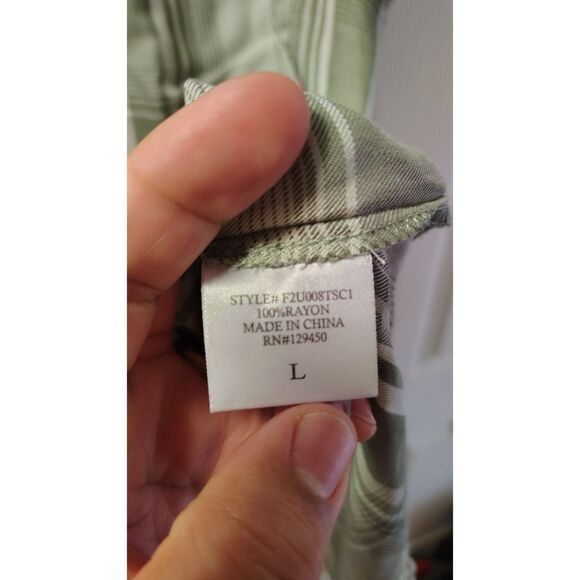 STYLE# F2U008TSC1
100%RAYON
MADE IN CHINA
RN#129450
L